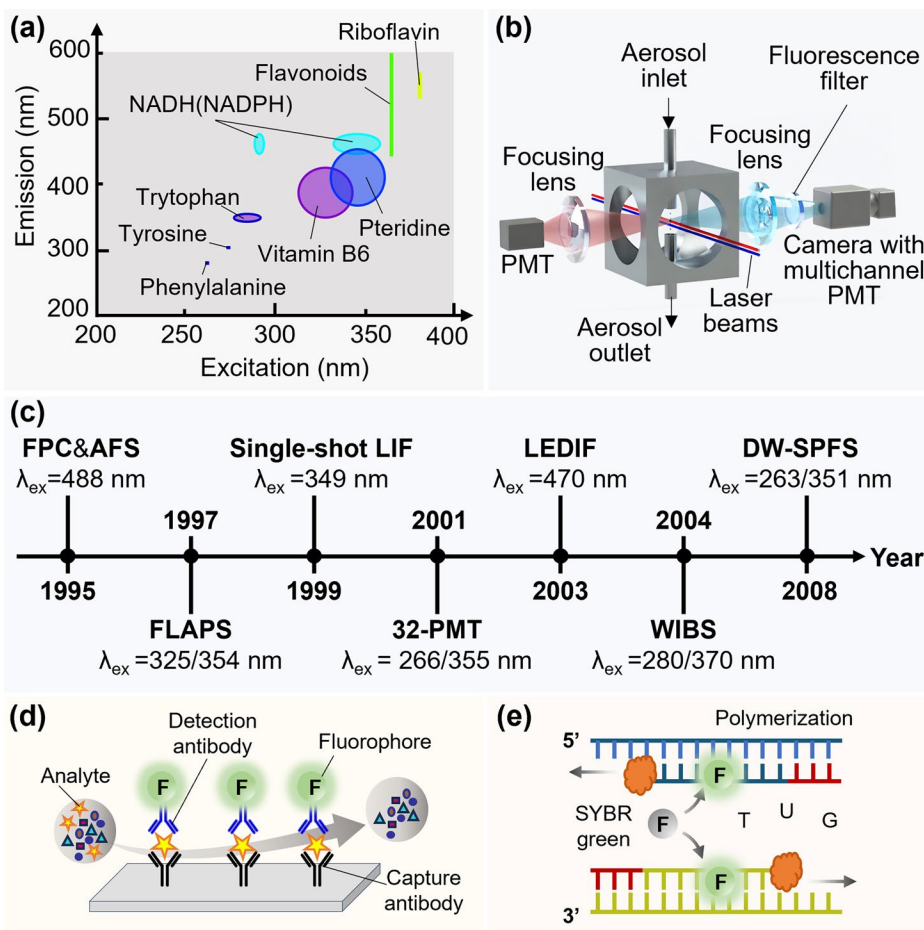 (a)
600
500
400
300
200
Emission (nm)
Riboflavin
Flavonoids
NADH(NADPH)
Trytophan
Tyrosine
Phenylalanine
Vitamin B6
Pteridine
200
300
350
400
Excitation (nm)
(b)
Aerosol
inlet
Fluorescence
filter
Focusing
lens
Focusing
lens
PMT
Camera with
multichannel
PMT
Laser
beams
Aerosol
outlet
(c)
FPC&AFS
λex =488 nm
1995
1997
FLAPS
λex =325/354 nm
Single-shot LIF
λex =349 nm
1999
2001
32-PMT
λex = 266/355 nm
LEDIF
λex =470 nm
2003
2004
WIBS
λex =280/370 nm
DW-SPFS
λex =263/351 nm
2008
Year
(d)
Detection
antibody
Fluorophore
Analyte
F
F
F
Capture
antibody
(e)
Polymerization
5’
F
SYBR
green
F
T
U
G
F
3’